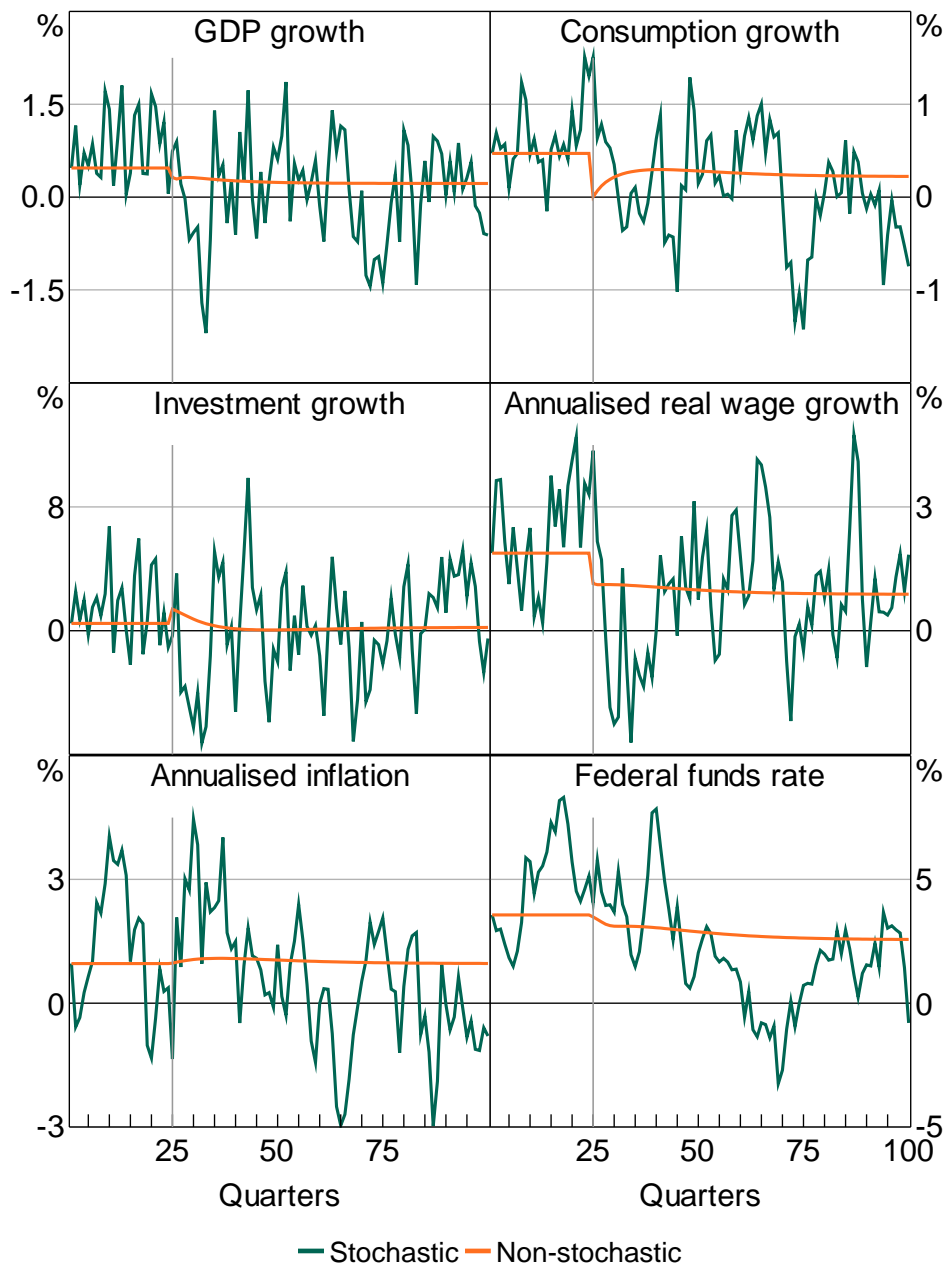 % GDP growth Consumption growth %
1.5 1
0.0 0
-1.5 -1
% Investment growth Annualised real wage growth %
8 3
0 0
% Annualised inflation Federal funds rate %
3 5
0 0
-3 -5
25 50 75 25 50 75 100
Quarters Quarters
Stochastic Non-stochastic